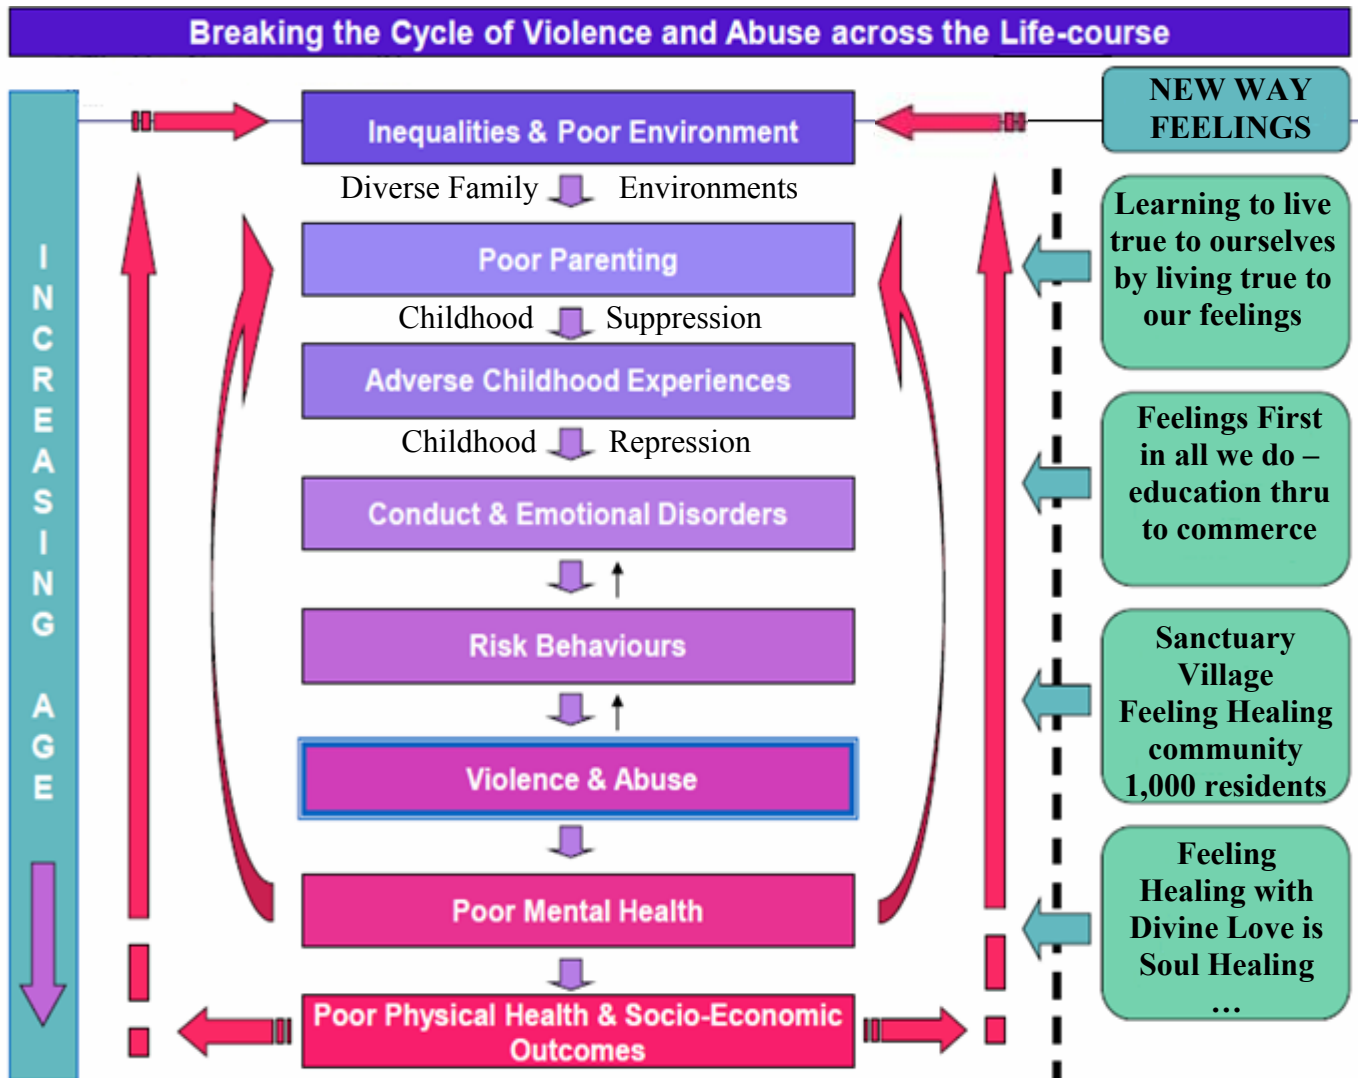 Breaking the Cycle of Violence and Abuse across the Life-course
INCREASING AGE
Inequalities & Poor Environment
Diverse Family Environments
Poor Parenting
Childhood Suppression
Adverse Childhood Experiences
Childhood Repression
Conduct & Emotional Disorders
Risk Behaviours
Violence & Abuse
Poor Mental Health
Poor Physical Health & Socio-Economic
Outcomes
NEW WAY
FEELINGS
Learning to live
true to ourselves
by living true to
our feelings
Feelings First
in all we do –
education thru
to commerce
Sanctuary
Village
Feeling Healing
community
1,000 residents
Feeling
Healing with
Divine Love is
Soul Healing
...